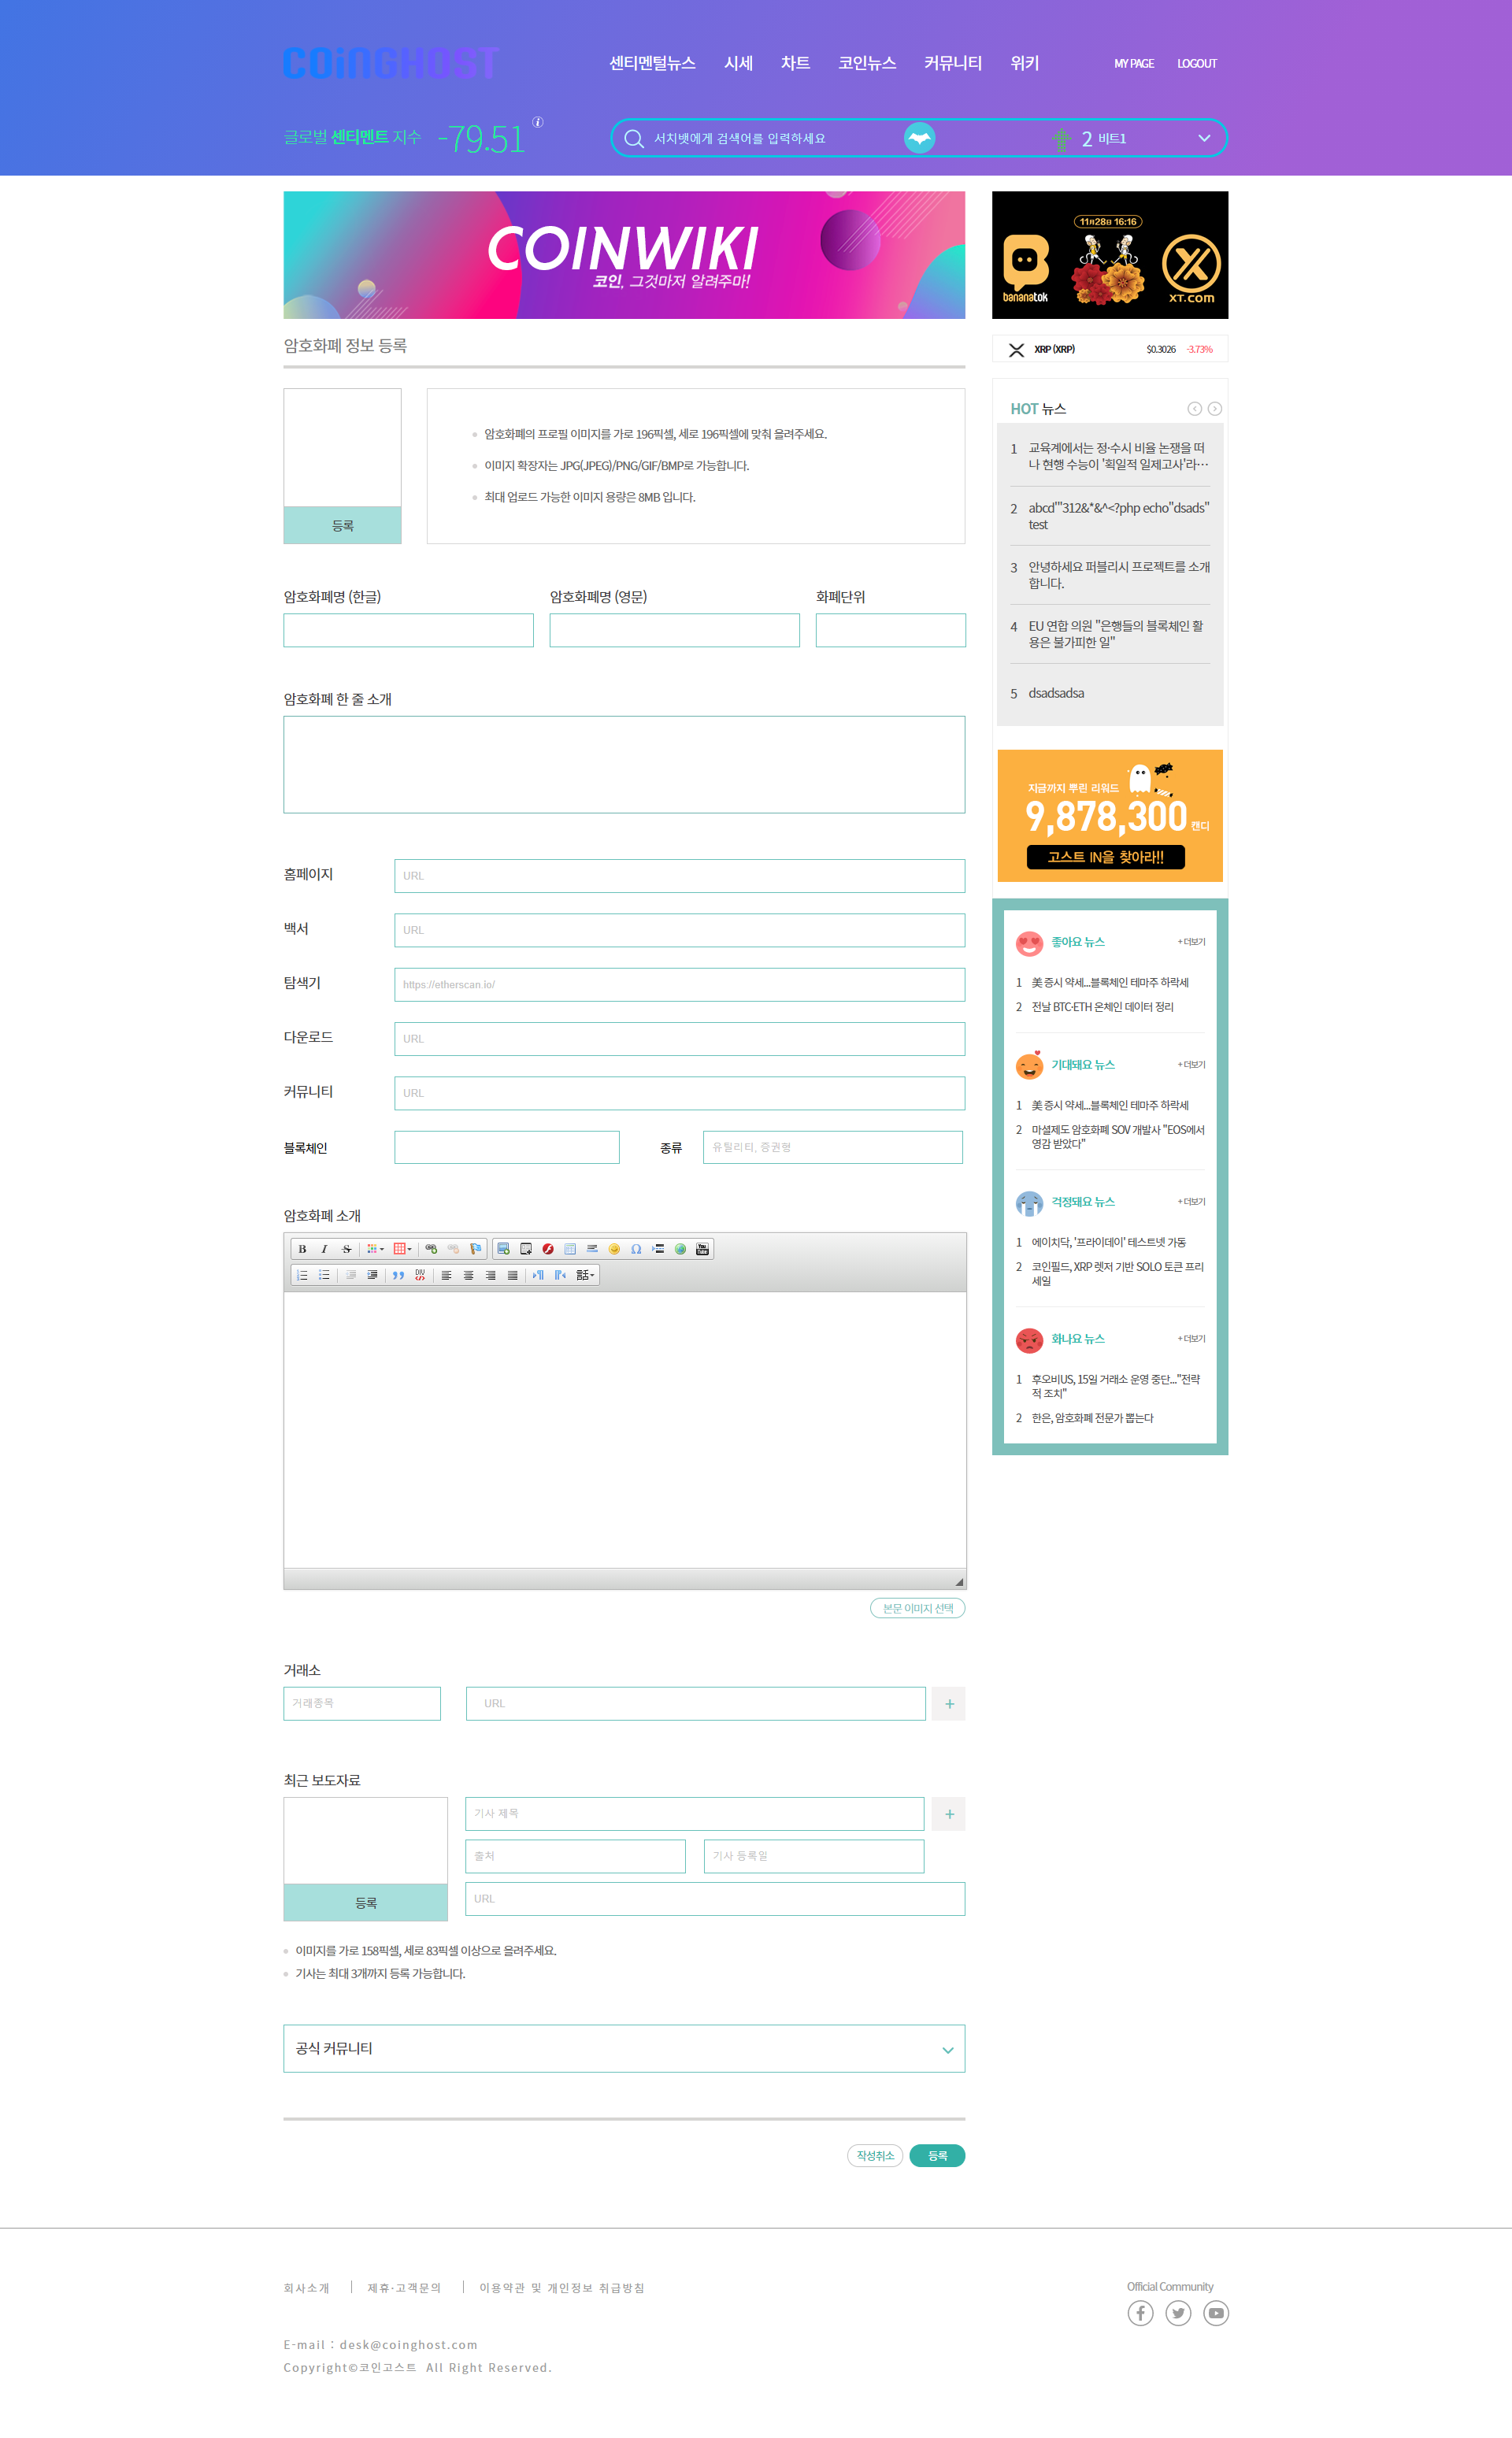 COiNGHOST
센티멘털뉴스 시세 차트 코인뉴스 커뮤니티 위키
MY PAGE LOGOUT
글로벌 센티멘트 지수 -79.51
서치뱃에게 검색어를 입력하세요
2 비트1
COINWIKI
코인, 그것마저 알려주마!
11월28일 16:16
bananatok
XT.com
암호화폐 정보 등록
등록
암호화폐의 프로필 이미지를 가로 196픽셀, 세로 196픽셀에 맞춰 올려주세요.
이미지 확장자는 JPG(JPEG)/PNG/GIF/BMP로 가능합니다.
최대 업로드 가능한 이미지 용량은 8MB 입니다.
암호화폐명 (한글)
암호화폐명 (영문)
화폐단위
암호화폐 한 줄 소개
홈페이지
URL
백서
URL
탐색기
https://etherscan.io/
다운로드
URL
커뮤니티
URL
블록체인
종류
유틸리티, 증권형
암호화폐 소개
본문 이미지 선택
거래소
거래종목
URL
+
최근 보도자료
등록
기사 제목
+
출처
기사 등록일
URL
이미지를 가로 158픽셀, 세로 83픽셀 이상으로 올려주세요.
기사는 최대 3개까지 등록 가능합니다.
공식 커뮤니티
작성취소
등록
XRP (XRP) $0.3026 -3.73%
HOT 뉴스
1 교육계에서는 정·수시 비율 논쟁을 떠
나 현행 수능이 '획일적 일제고사'라…
2 abcd'"312&*&^<?php echo"dsads"
test
3 안녕하세요 퍼블리시 프로젝트를 소개
합니다.
4 EU 연합 의원 "은행들의 블록체인 활
용은 불가피한 일"
5 dsadsadsa
지금까지 뿌린 리워드
9,878,300 캔디
고스트 IN을 찾아라!!
좋아요 뉴스 + 더보기
1 美 증시 약세...블록체인 테마주 하락세
2 전날 BTC·ETH 온체인 데이터 정리
기대돼요 뉴스 + 더보기
1 美 증시 약세...블록체인 테마주 하락세
2 마셜제도 암호화폐 SOV 개발사 "EOS에서
영감 받았다"
걱정돼요 뉴스 + 더보기
1 에이치닥, '프라이데이' 테스트넷 가동
2 코인필드, XRP 렛저 기반 SOLO 토큰 프리
세일
화나요 뉴스 + 더보기
1 후오비US, 15일 거래소 운영 중단..."전략
적 조치"
2 한은, 암호화폐 전문가 뽑는다
회사소개 제휴·고객문의 이용약관 및 개인정보 취급방침
E-mail : desk@coinghost.com
Copyright©코인고스트 All Right Reserved.
Official Community